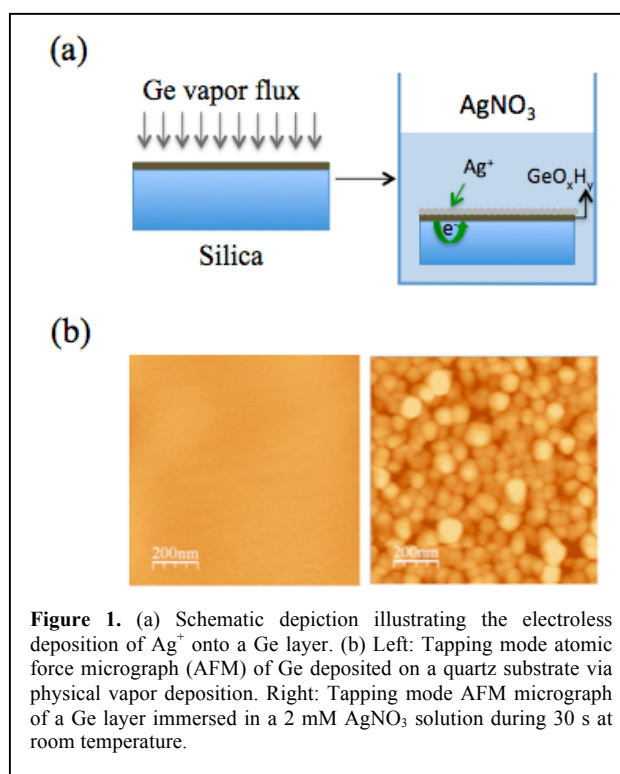 (a)
Ge vapor flux
Silica
AgNO₃
Ag⁺
GeOₓHᵧ
e⁻
(b)
200nm
200nm
Figure 1. (a) Schematic depiction illustrating the electroless
deposition of Ag⁺ onto a Ge layer. (b) Left: Tapping mode atomic
force micrograph (AFM) of Ge deposited on a quartz substrate via
physical vapor deposition. Right: Tapping mode AFM micrograph
of a Ge layer immersed in a 2 mM AgNO₃ solution during 30 s at
room temperature.